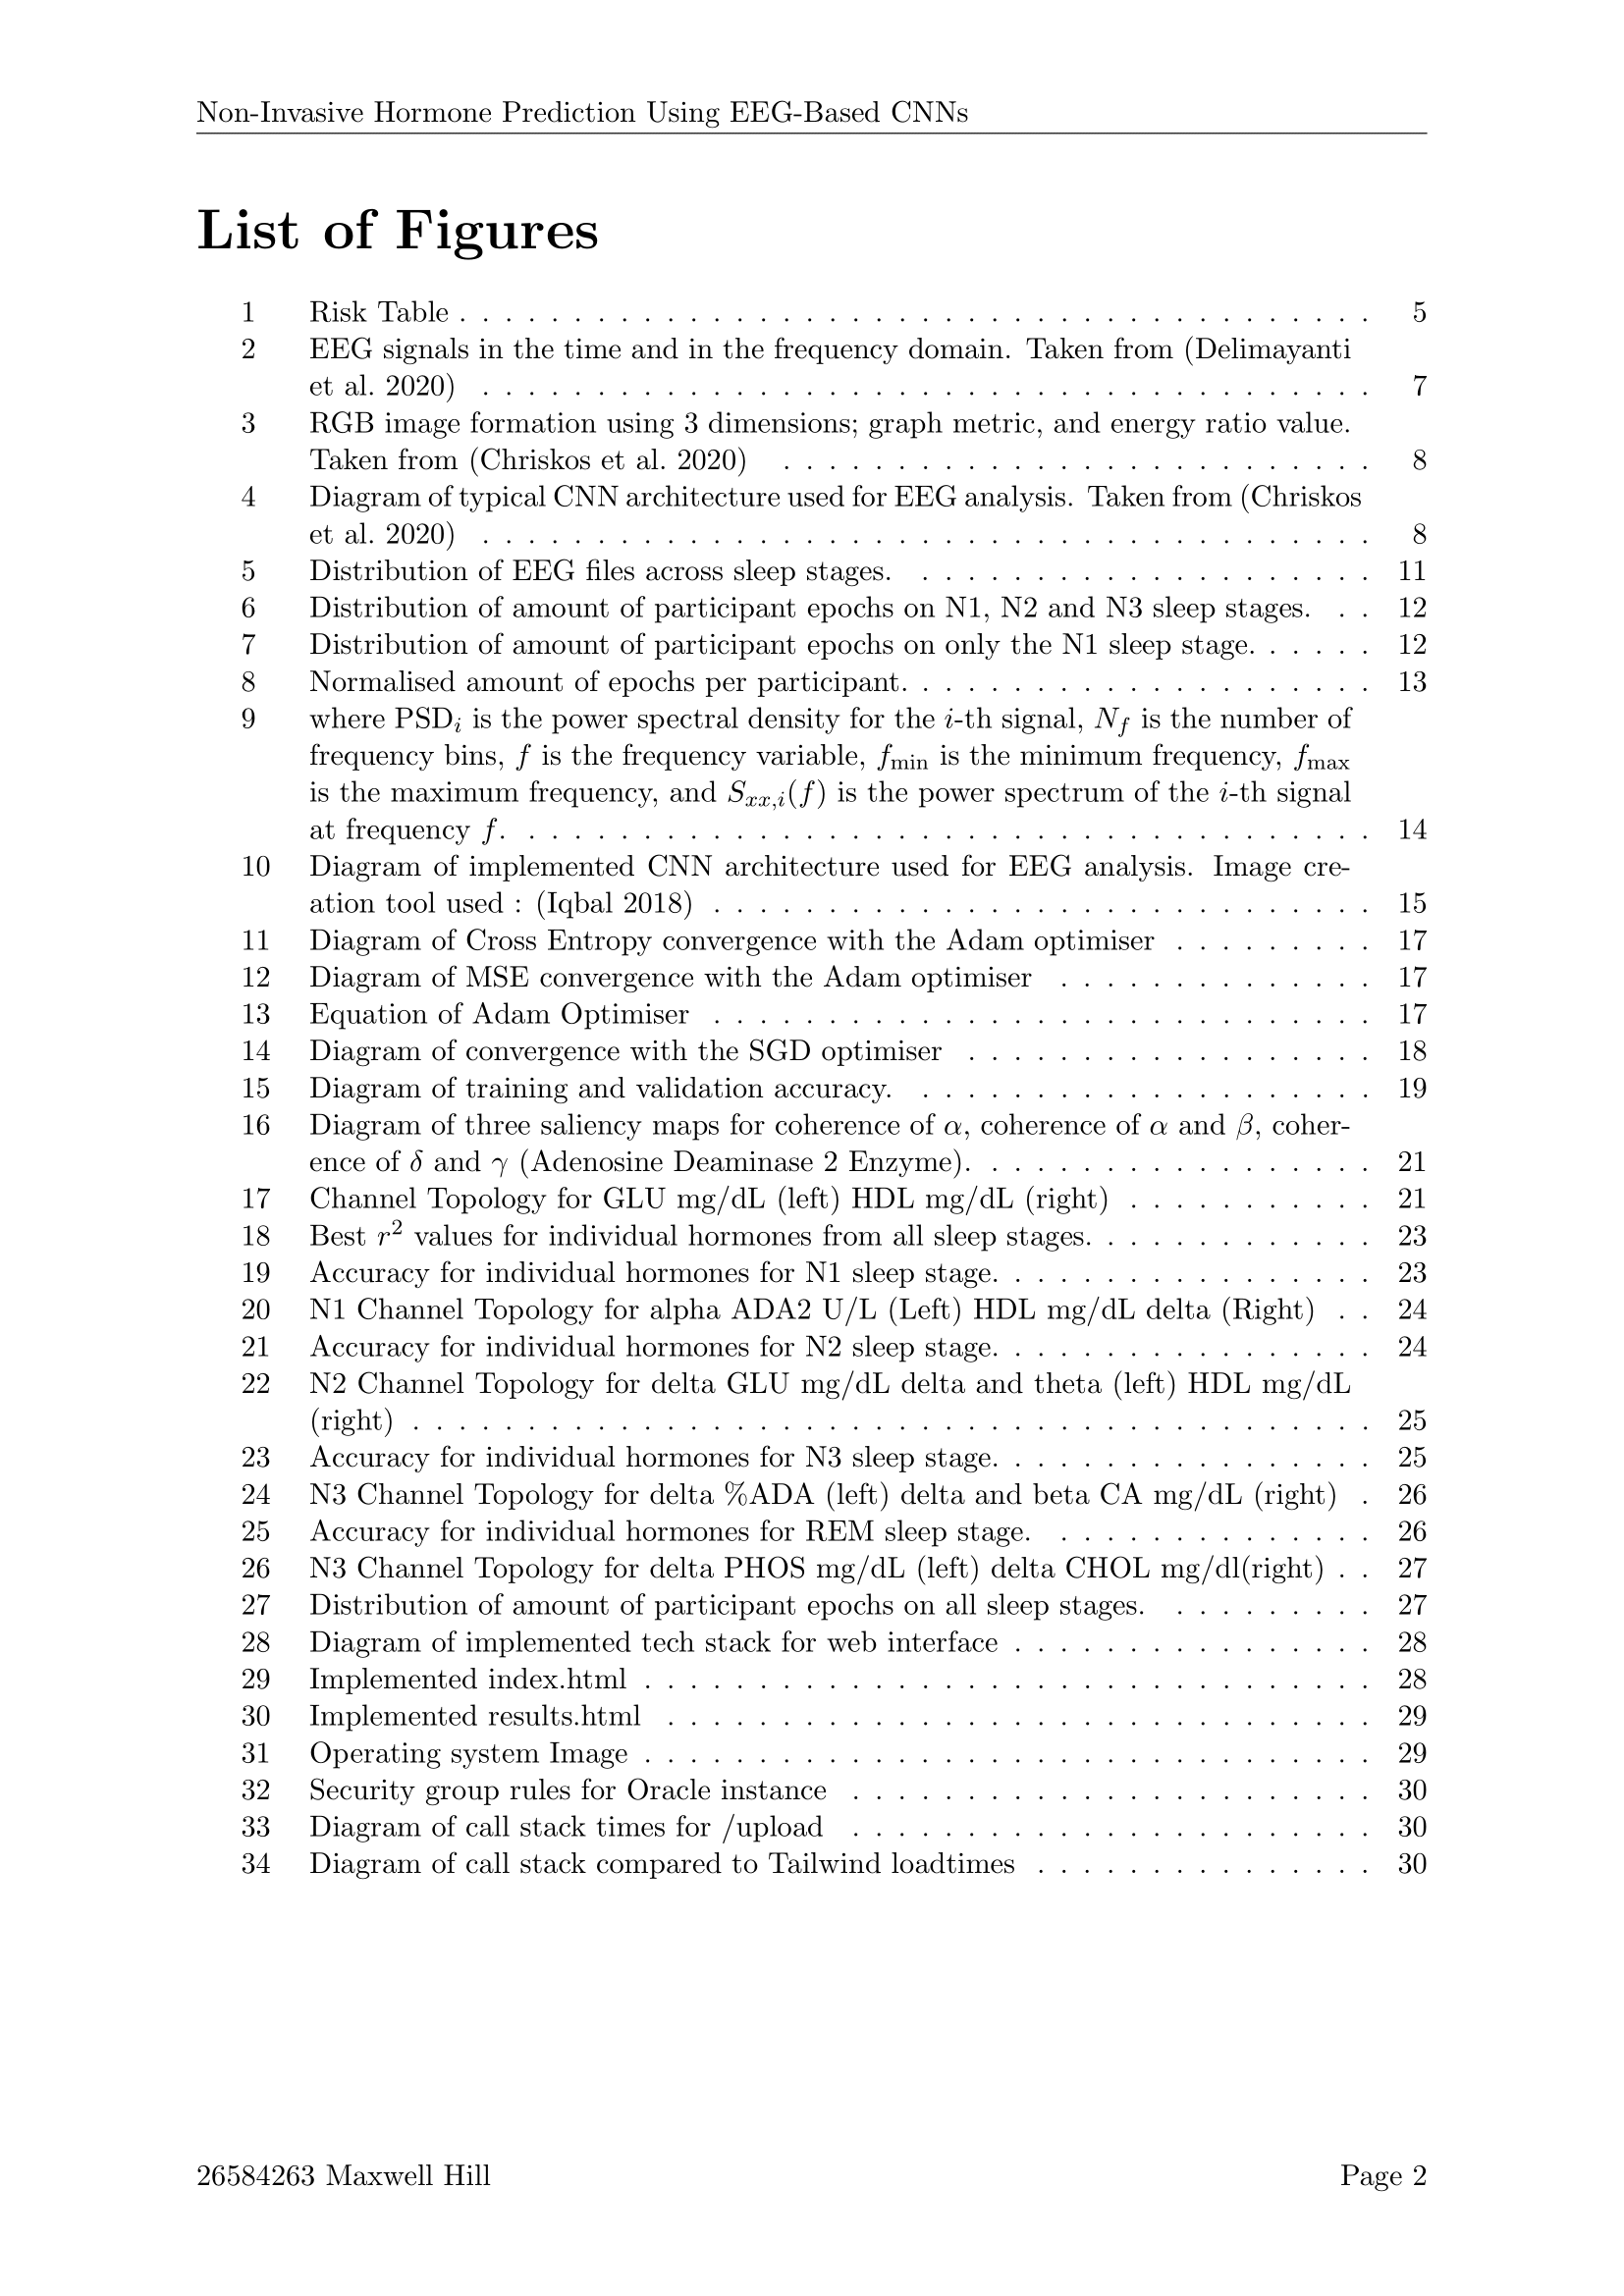 Non-Invasive Hormone Prediction Using EEG-Based CNNs
List of Figures
1 Risk Table . . . . . . . . . . . . . . . . . . . . . . . . . . . . . . . . . . . . . . . . 5
2 EEG signals in the time and in the frequency domain. Taken from (Delimayanti
et al. 2020) . . . . . . . . . . . . . . . . . . . . . . . . . . . . . . . . . . . . . . . 7
3 RGB image formation using 3 dimensions; graph metric, and energy ratio value.
Taken from (Chriskos et al. 2020) . . . . . . . . . . . . . . . . . . . . . . . . . . 8
4 Diagram of typical CNN architecture used for EEG analysis. Taken from (Chriskos
et al. 2020) . . . . . . . . . . . . . . . . . . . . . . . . . . . . . . . . . . . . . . . 8
5 Distribution of EEG files across sleep stages. . . . . . . . . . . . . . . . . . . . . 11
6 Distribution of amount of participant epochs on N1, N2 and N3 sleep stages. . . 12
7 Distribution of amount of participant epochs on only the N1 sleep stage. . . . . . 12
8 Normalised amount of epochs per participant. . . . . . . . . . . . . . . . . . . . . 13
9 where PSD_i is the power spectral density for the i-th signal, N_f is the number of
frequency bins, f is the frequency variable, f_min is the minimum frequency, f_max
is the maximum frequency, and S_xx,i(f) is the power spectrum of the i-th signal
at frequency f. . . . . . . . . . . . . . . . . . . . . . . . . . . . . . . . . . . . . . 14
10 Diagram of implemented CNN architecture used for EEG analysis. Image cre-
ation tool used : (Iqbal 2018) . . . . . . . . . . . . . . . . . . . . . . . . . . . . . 15
11 Diagram of Cross Entropy convergence with the Adam optimiser . . . . . . . . . 17
12 Diagram of MSE convergence with the Adam optimiser . . . . . . . . . . . . . . 17
13 Equation of Adam Optimiser . . . . . . . . . . . . . . . . . . . . . . . . . . . . . 17
14 Diagram of convergence with the SGD optimiser . . . . . . . . . . . . . . . . . . 18
15 Diagram of training and validation accuracy. . . . . . . . . . . . . . . . . . . . . 19
16 Diagram of three saliency maps for coherence of α, coherence of α and β, coher-
ence of δ and γ (Adenosine Deaminase 2 Enzyme). . . . . . . . . . . . . . . . . . 21
17 Channel Topology for GLU mg/dL (left) HDL mg/dL (right) . . . . . . . . . . . 21
18 Best r² values for individual hormones from all sleep stages. . . . . . . . . . . . . 23
19 Accuracy for individual hormones for N1 sleep stage. . . . . . . . . . . . . . . . . 23
20 N1 Channel Topology for alpha ADA2 U/L (Left) HDL mg/dL delta (Right) . . 24
21 Accuracy for individual hormones for N2 sleep stage. . . . . . . . . . . . . . . . . 24
22 N2 Channel Topology for delta GLU mg/dL delta and theta (left) HDL mg/dL
(right) . . . . . . . . . . . . . . . . . . . . . . . . . . . . . . . . . . . . . . . . . . 25
23 Accuracy for individual hormones for N3 sleep stage. . . . . . . . . . . . . . . . . 25
24 N3 Channel Topology for delta %ADA (left) delta and beta CA mg/dL (right) . 26
25 Accuracy for individual hormones for REM sleep stage. . . . . . . . . . . . . . . 26
26 N3 Channel Topology for delta PHOS mg/dL (left) delta CHOL mg/dl(right) . . 27
27 Distribution of amount of participant epochs on all sleep stages. . . . . . . . . . 27
28 Diagram of implemented tech stack for web interface . . . . . . . . . . . . . . . . 28
29 Implemented index.html . . . . . . . . . . . . . . . . . . . . . . . . . . . . . . . . 28
30 Implemented results.html . . . . . . . . . . . . . . . . . . . . . . . . . . . . . . . 29
31 Operating system Image . . . . . . . . . . . . . . . . . . . . . . . . . . . . . . . . 29
32 Security group rules for Oracle instance . . . . . . . . . . . . . . . . . . . . . . . 30
33 Diagram of call stack times for /upload . . . . . . . . . . . . . . . . . . . . . . . 30
34 Diagram of call stack compared to Tailwind loadtimes . . . . . . . . . . . . . . . 30
26584263 Maxwell Hill Page 2